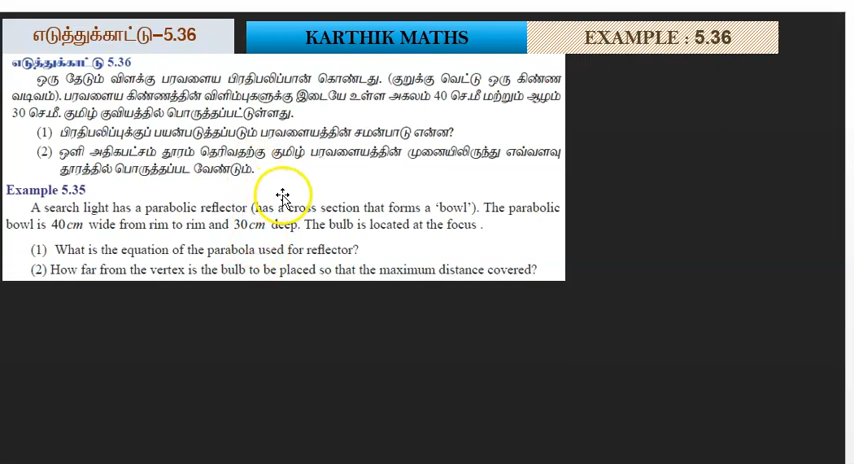 எடுத்துக்காட்டு–5.36
KARTHIK MATHS
EXAMPLE : 5.36
எடுத்துக்காட்டு 5.36
ஒரு தேடும் விளக்கு பரவளைய பிரதிபலிப்பான் கொண்டது. (குறுக்கு வெட்டு ஒரு கிண்ண
வடிவம்). பரவளைய கிண்ணத்தின் விளிம்புகளுக்கு இடையே உள்ள அகலம் 40 செ.மீ மற்றும் ஆழம்
30 செ.மீ. குமிழ் குவியத்தில் பொருத்தப்பட்டுள்ளது.
(1) பிரதிபலிப்புக்குப் பயன்படுத்தப்படும் பரவளையத்தின் சமன்பாடு என்ன?
(2) ஒளி அதிகபட்சம் தூரம் தெரிவதற்கு குமிழ் பரவளையத்தின் முனையிலிருந்து எவ்வளவு
தூரத்தில் பொருத்தப்பட வேண்டும்.
Example 5.35
A search light has a parabolic reflector (has a cross section that forms a ‘bowl’). The parabolic
bowl is 40 cm wide from rim to rim and 30 cm deep. The bulb is located at the focus .
(1) What is the equation of the parabola used for reflector?
(2) How far from the vertex is the bulb to be placed so that the maximum distance covered?